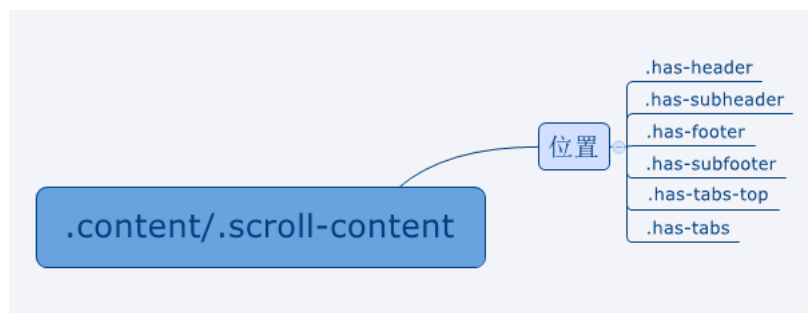 .has-header
.has-subheader
.has-footer
位置
.has-subfooter
.has-tabs-top
.content/.scroll-content
.has-tabs